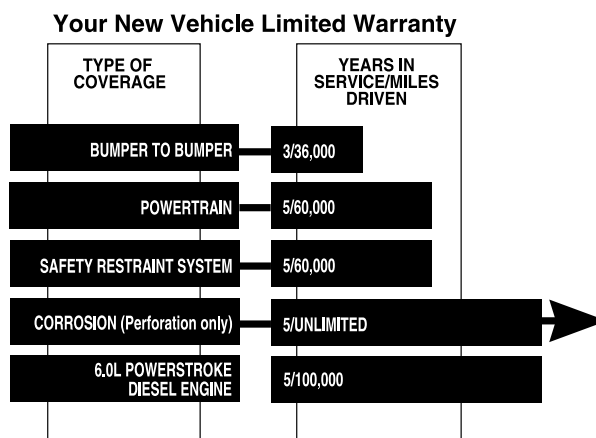 Your New Vehicle Limited Warranty
TYPE OF
COVERAGE
YEARS IN
SERVICE/MILES
DRIVEN
BUMPER TO BUMPER
3/36,000
POWERTRAIN
5/60,000
SAFETY RESTRAINT SYSTEM
5/60,000
CORROSION (Perforation only)
5/UNLIMITED
6.0L POWERSTROKE
DIESEL ENGINE
5/100,000